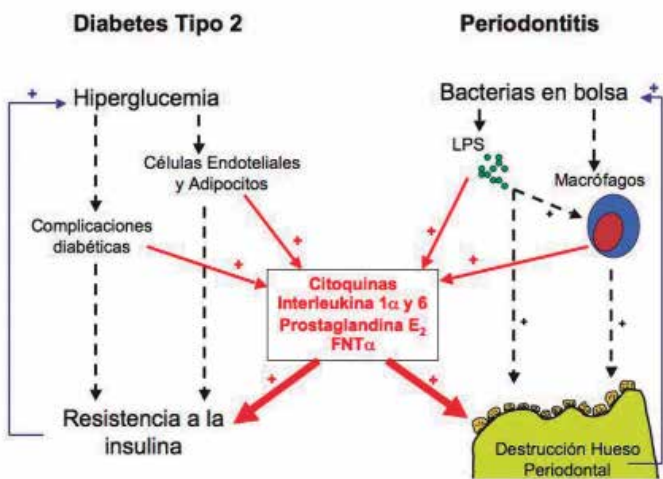 Diabetes Tipo 2
Periodontitis
+
Hiperglucemia
Bacterias en bolsa
+
LPS
Células Endoteliales
y Adipocitos
Macrófagos
Complicaciones
diabéticas
+
+
+
+
+
Citoquinas
Interleukina 1α y 6
Prostaglandina E₂
FNTα
+
+
+
+
Resistencia a la
insulina
Destrucción Hueso
Periodontal